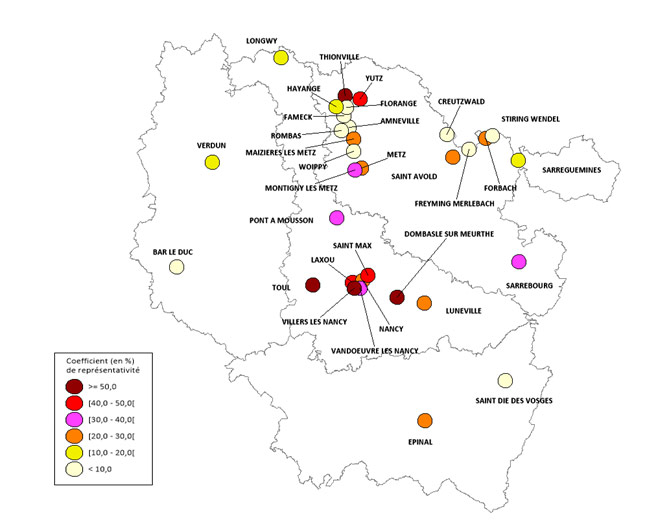 LONGWY
THIONVILLE
YUTZ
HAYANGE
FLORANGE
CREUTZWALD
FAMECK
AMNEVILLE
STIRING WENDEL
ROMBAS
VERDUN
MAIZIERES LES METZ
METZ
WOIPPY
SAINT AVOLD
SARREGUEMINES
MONTIGNY LES METZ
FORBACH
FREYMING MERLEBACH
PONT A MOUSSON
DOMBASLE SUR MEURTHE
SAINT MAX
BAR LE DUC
LAXOU
TOUL
SARREBOURG
LUNEVILLE
VILLERS LES NANCY
NANCY
VANDOEUVRE LES NANCY
Coefficient (en %)
de représentativité
>= 50,0
[40,0 - 50,0[
[30,0 - 40,0[
[20,0 - 30,0[
[10,0 - 20,0[
< 10,0
SAINT DIE DES VOSGES
EPINAL